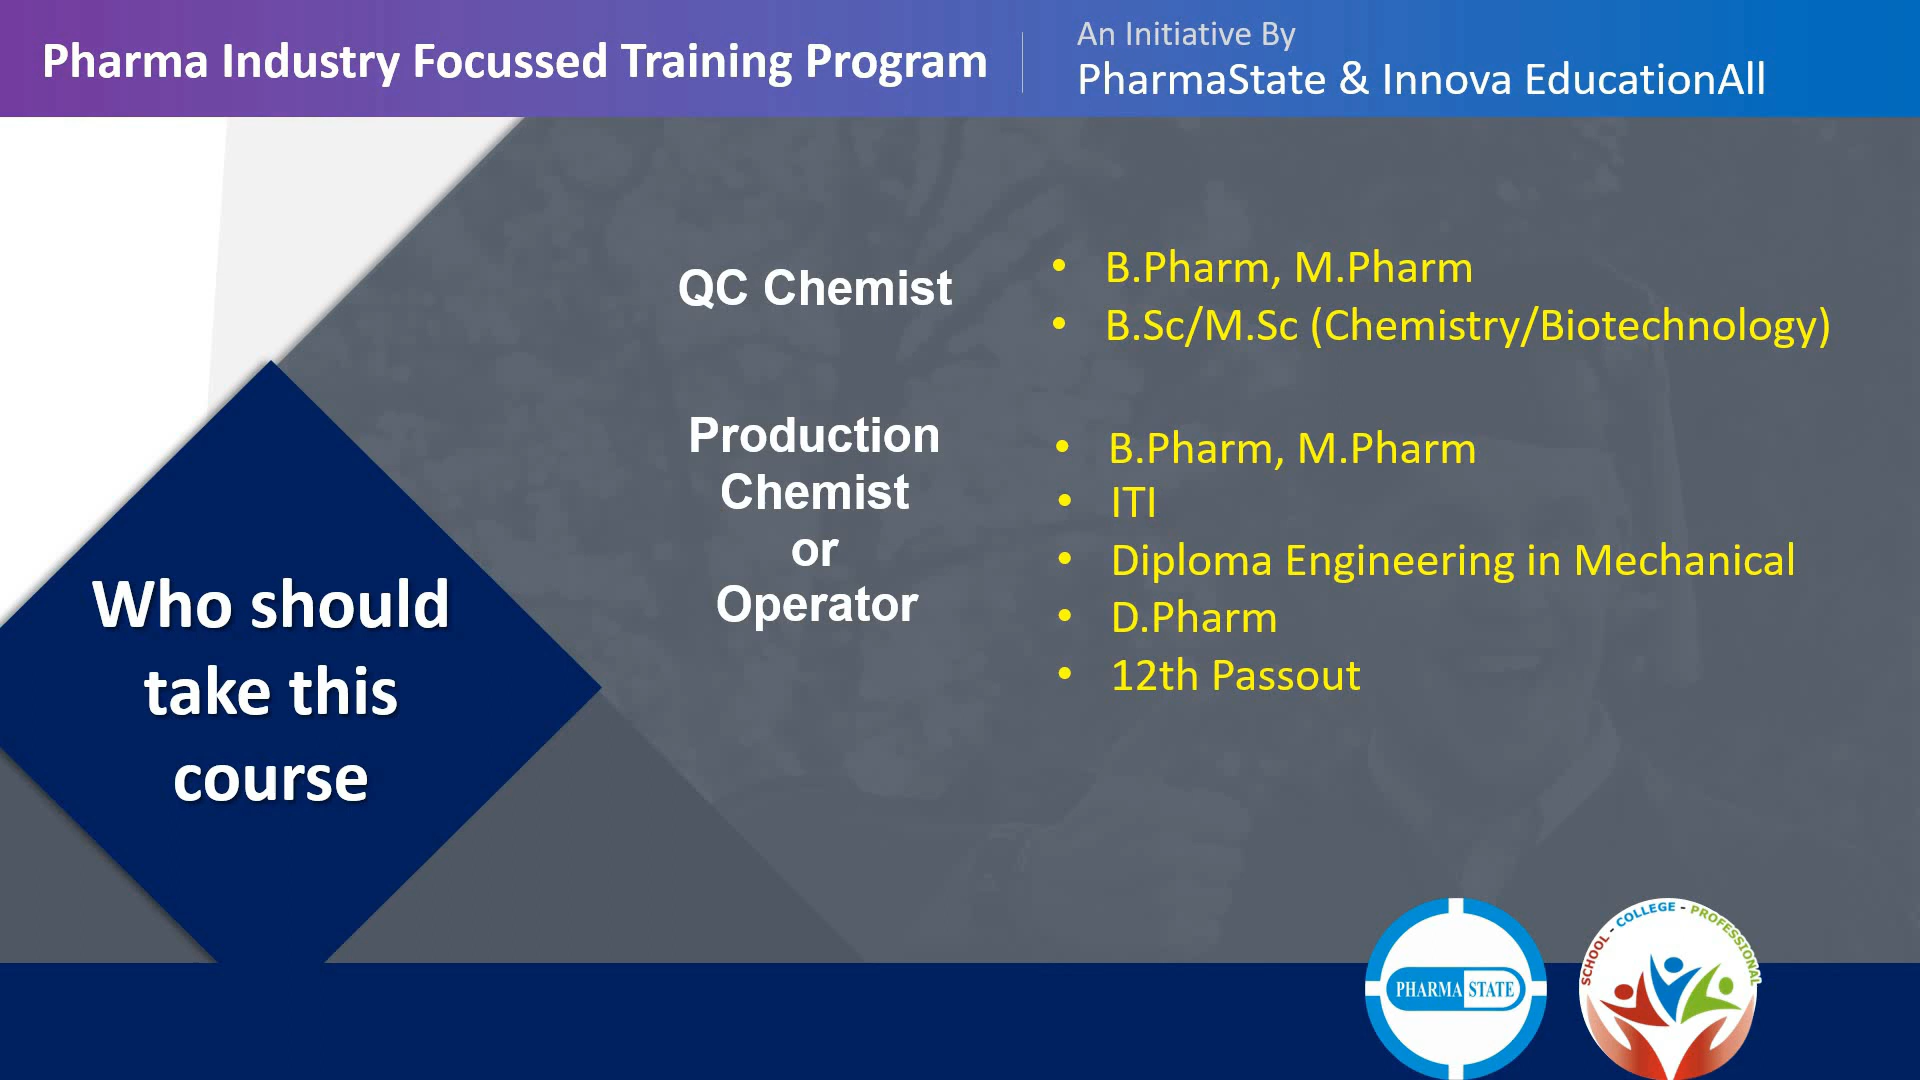 Pharma Industry Focussed Training Program
An Initiative By
PharmaState & Innova EducationAll
QC Chemist
• B.Pharm, M.Pharm
• B.Sc/M.Sc (Chemistry/Biotechnology)
Production
Chemist
or
Operator
• B.Pharm, M.Pharm
• ITI
• Diploma Engineering in Mechanical
• D.Pharm
• 12th Passout
Who should
take this
course
PHARMA STATE
SCHOOL - COLLEGE - PROFESSIONAL